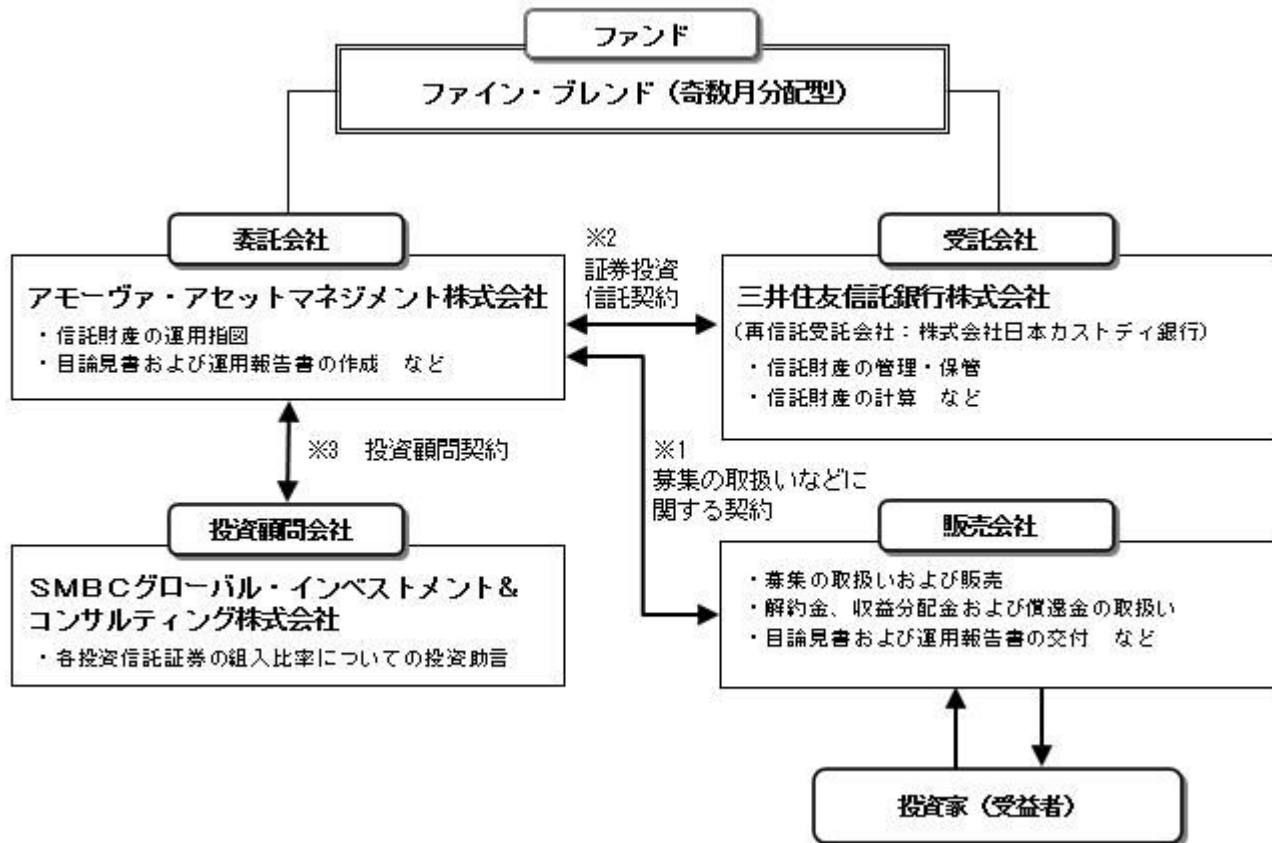 ファンド
ファイン・ブレンド（奇数月分配型）
委託会社
アモーヴァ・アセットマネジメント株式会社
・信託財産の運用指図
・目論見書および運用報告書の作成　など
※2
証券投資
信託契約
受託会社
三井住友信託銀行株式会社
（再信託受託会社：株式会社日本カストディ銀行）
・信託財産の管理・保管
・信託財産の計算　など
※3　投資顧問契約
※1
募集の取扱いなどに
関する契約
投資顧問会社
ＳＭＢＣグローバル・インベストメント＆
コンサルティング株式会社
・各投資信託証券の組入比率についての投資助言
販売会社
・募集の取扱いおよび販売
・解約金、収益分配金および償還金の取扱い
・目論見書および運用報告書の交付　など
投資家（受益者）